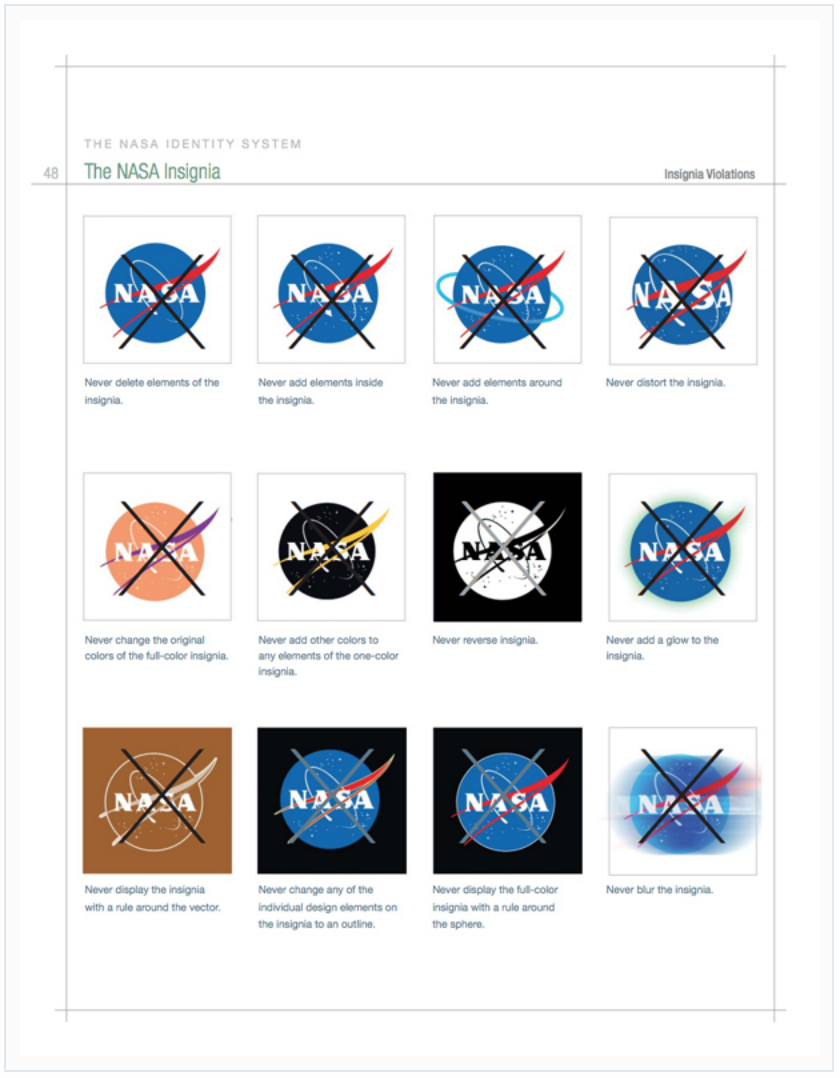 THE NASA IDENTITY SYSTEM
48
The NASA Insignia
Insignia Violations
NASA
NASA
NASA
NASA
Never delete elements of the
insignia.
Never add elements inside
the insignia.
Never add elements around
the insignia.
Never distort the insignia.
NASA
NASA
NASA
NASA
Never change the original
colors of the full-color insignia.
Never add other colors to
any elements of the one-color
insignia.
Never reverse insignia.
Never add a glow to the
insignia.
NASA
NASA
NASA
NASA
Never display the insignia
with a rule around the vector.
Never change any of the
individual design elements on
the insignia to an outline.
Never display the full-color
insignia with a rule around
the sphere.
Never blur the insignia.